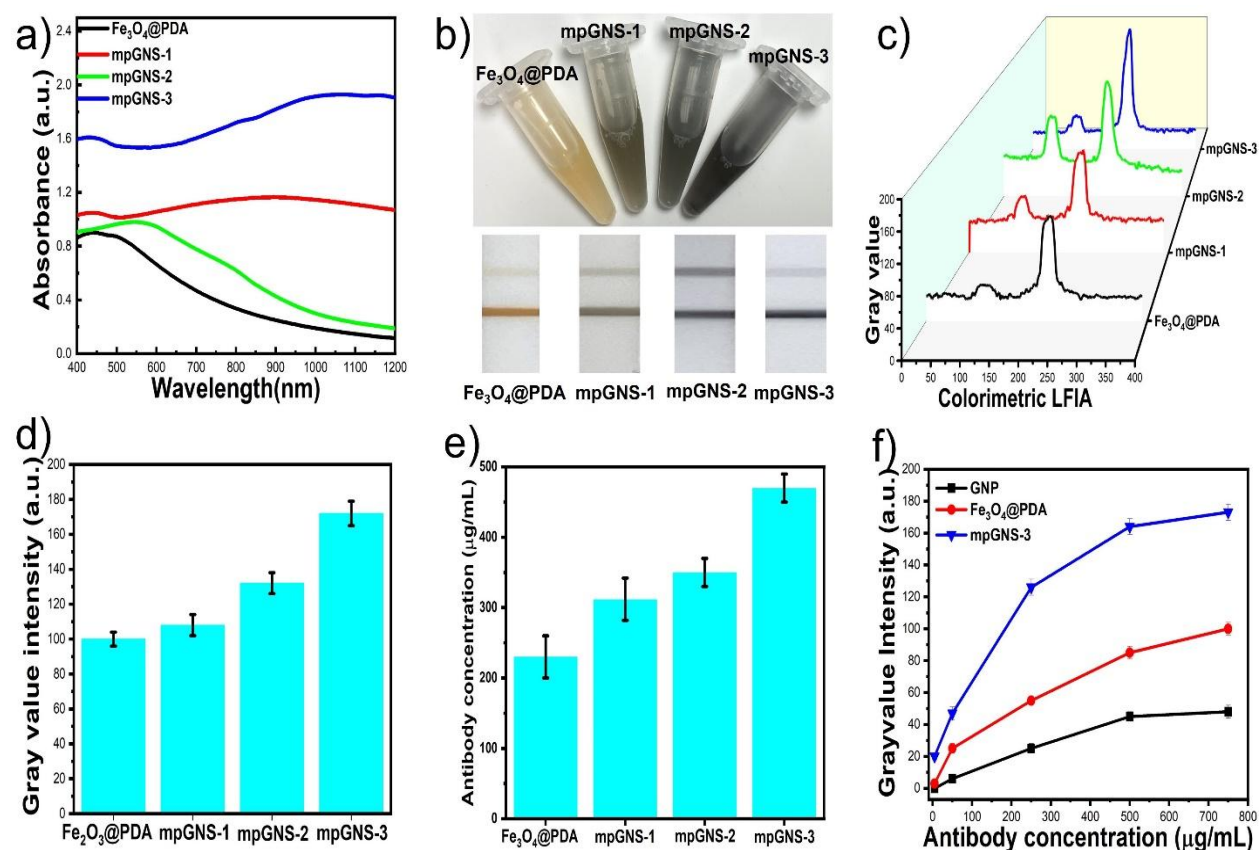 a)
Fe₃O₄@PDA
mpGNS-1
mpGNS-2
mpGNS-3
Absorbance (a.u.)
2.4
2.0
1.6
1.2
0.8
0.4
0.0
400 500 600 700 800 900 1000 1100 1200
Wavelength(nm)
b)
Fe₃O₄@PDA
mpGNS-1
mpGNS-2
mpGNS-3
Fe₃O₄@PDA mpGNS-1 mpGNS-2 mpGNS-3
c)
Gray value
200
160
120
80
40
0
0 50 100 150 200 250 300 350 400
Colorimetric LFIA
mpGNS-3
mpGNS-2
mpGNS-1
Fe₃O₄@PDA
d)
Gray value intensity (a.u.)
200
180
160
140
120
100
80
60
40
20
0
Fe₂O₃@PDA mpGNS-1 mpGNS-2 mpGNS-3
e)
Antibody concentration (μg/mL)
500
400
300
200
100
0
Fe₃O₄@PDA mpGNS-1 mpGNS-2 mpGNS-3
f)
GNP
Fe₃O₄@PDA
mpGNS-3
Grayvalue Intensity (a.u.)
200
180
160
140
120
100
80
60
40
20
0
0 100 200 300 400 500 600 700 800
Antibody concentration (μg/mL)